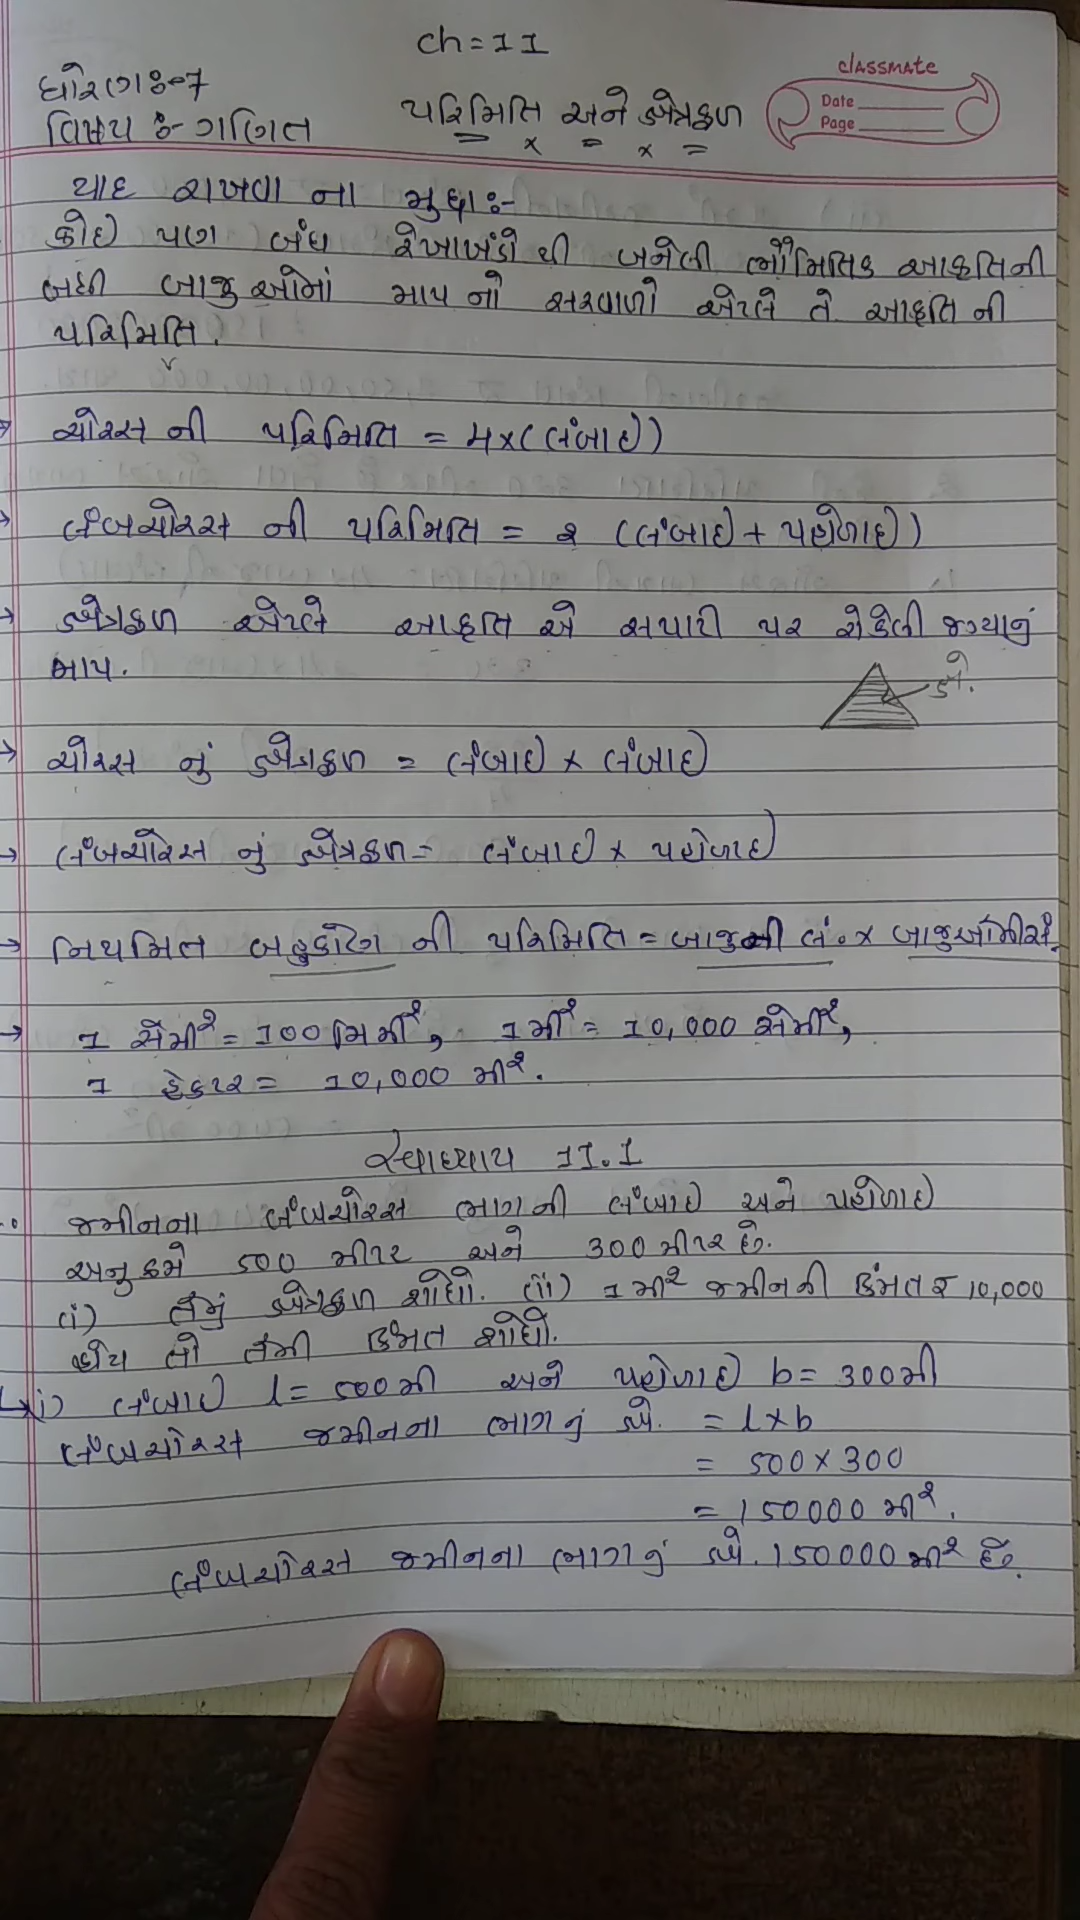 ch = 11
classmate
Date
Page
ધોરણઃ-7
વિષય ઃ- ગણિત
પરિમિતિ અને ક્ષેત્રફળ
યાદ રાખવા ના મુદ્દાઃ-
કોઈ પણ બંધ રેખાખંડો થી બનેલી ભૌમિતિક આકૃતિની
બધી બાજુઓમાં માપ નો સરવાળો એટલે તે આકૃતિ ની
પરિમિતિ.
→ ચોરસ ની પરિમિતિ = 4×(લંબાઈ)
→ લંબચોરસ ની પરિમિતિ = ૨ (લંબાઈ + પહોળાઈ)
→ ક્ષેત્રફળ એટલે આકૃતિ એ સપાટી પર રોકેલી જગ્યાનું
માપ.
ક્ષે.
→ ચોરસ નું ક્ષેત્રફળ = લંબાઈ × લંબાઈ
→ લંબચોરસ નું ક્ષેત્રફળ = લંબાઈ × પહોળાઈ
→ નિયમિત બહુકોણ ની પરિમિતિ = બાજુની લં. × બાજુઓની સં.
→ 1 સેમી² = 100 મિમી², 1 મી² = 10,000 સેમી²,
1 હેક્ટર = 10,000 મી².
સ્વાધ્યાય 11.1
જમીનના લંબચોરસ ભાગ ની લંબાઈ અને પહોળાઈ
અનુક્રમે 500 મીટર અને 300 મીટર છે.
(i) તેનું ક્ષેત્રફળ શોધો. (ii) 1 મી² જમીનની કિંમત ₹ 10,000
હોય તો તેની કિંમત શોધો.
i) લંબાઈ l = 500 મી અને પહોળાઈ b = 300 મી
લંબચોરસ જમીનના ભાગ નું ક્ષે. = l × b
= 500 × 300
= 150000 મી².
લંબચોરસ જમીનના ભાગ નું ક્ષે. 150000 મી² છે.